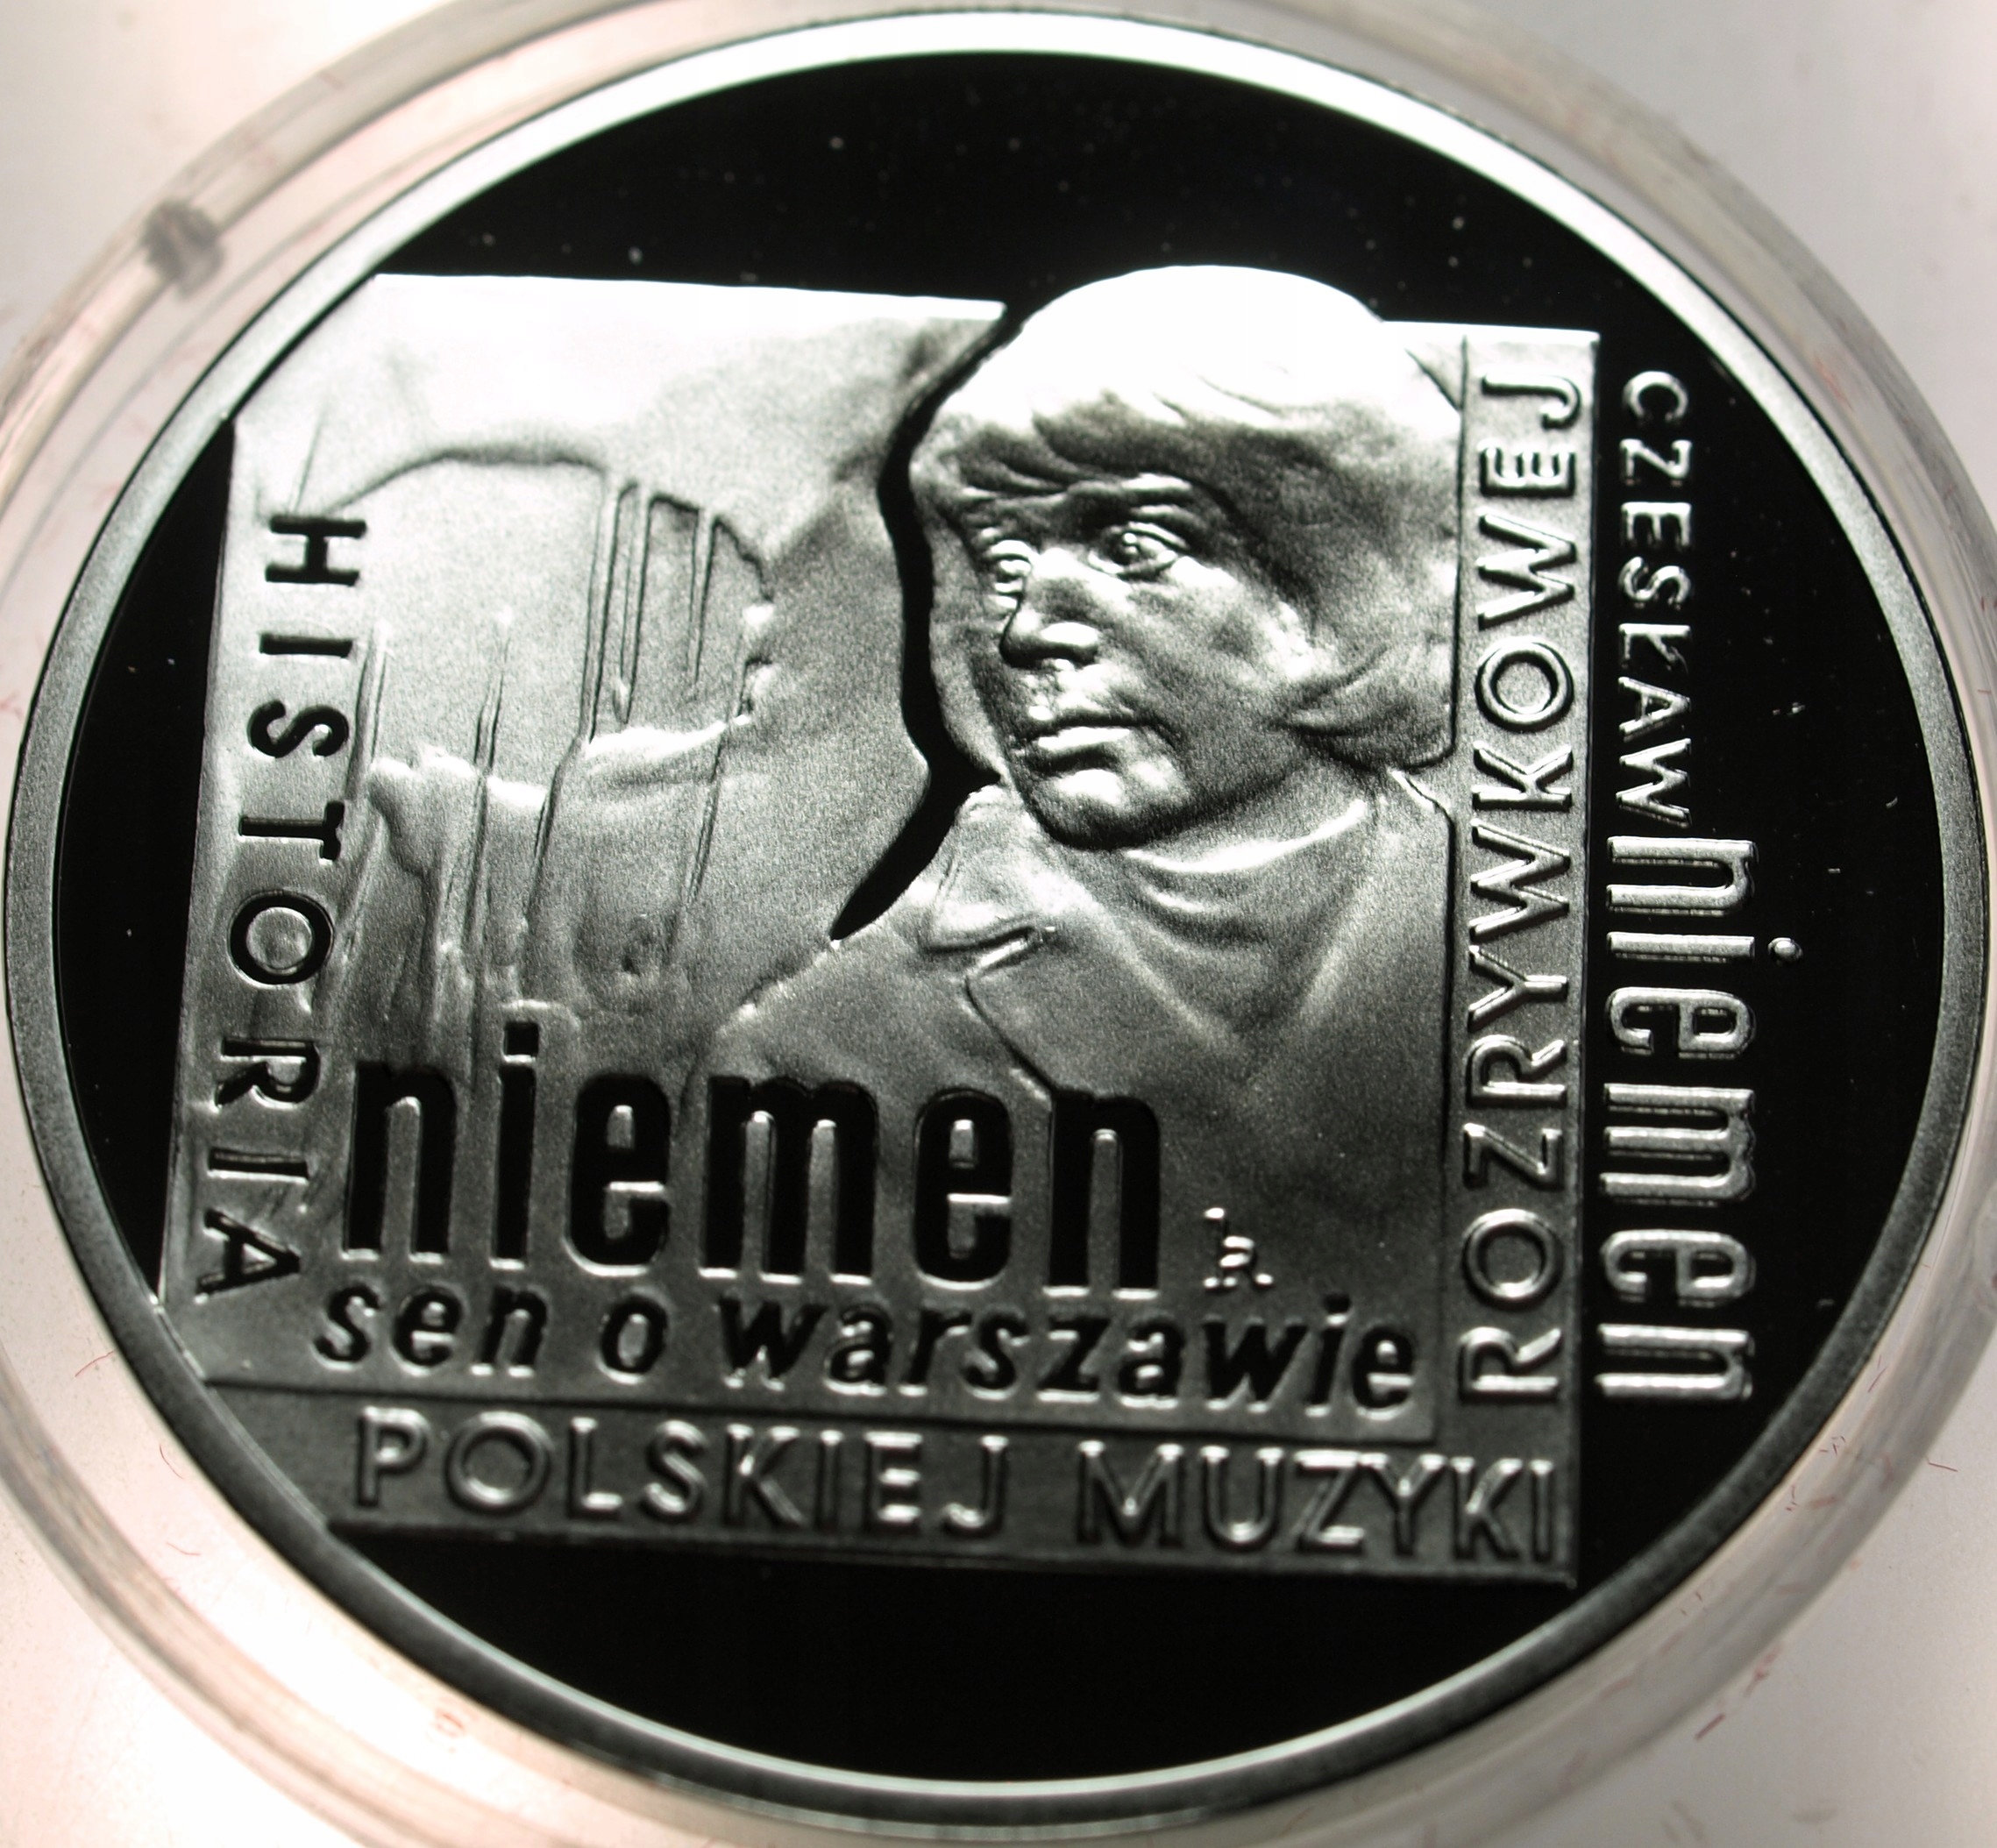 HISTORIA
niemen
sen o warszawie
POLSKIEJ MUZYKI
ROZRYWKOWEJ
CZESŁAW niemen